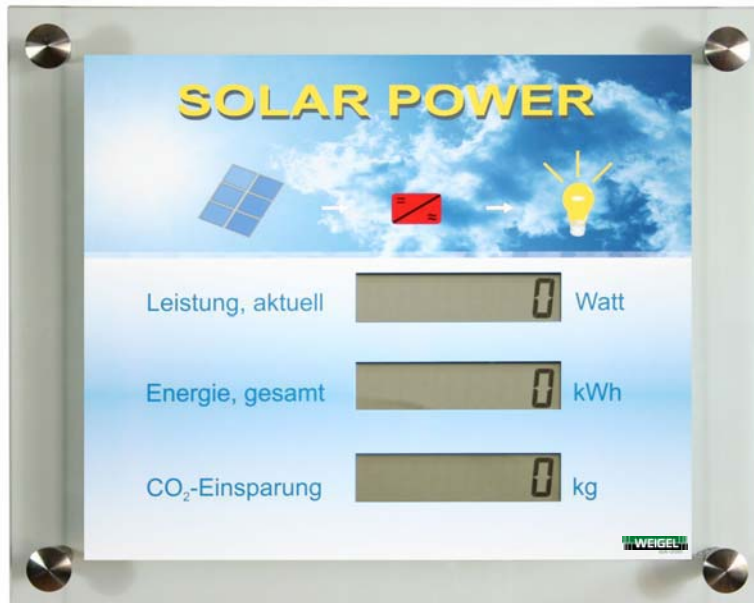 SOLAR POWER
Leistung, aktuell 0 Watt
Energie, gesamt 0 kWh
CO₂-Einsparung 0 kg
WEIGEL